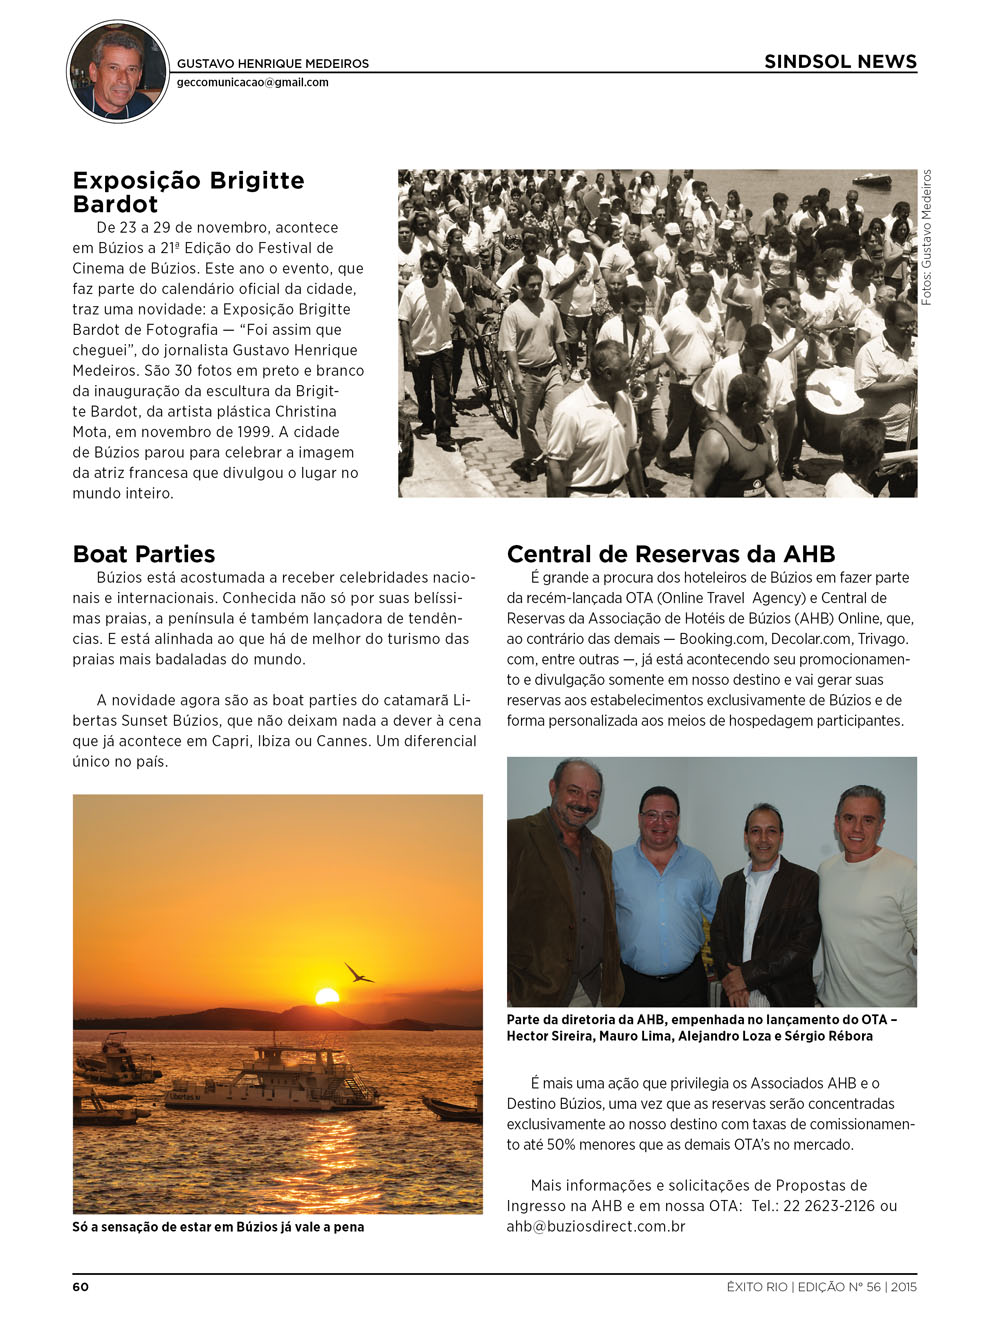 GUSTAVO HENRIQUE MEDEIROS
geccomunicacao@gmail.com
SINDSOL NEWS
Exposição Brigitte
Bardot
De 23 a 29 de novembro, acontece
em Búzios a 21ª Edição do Festival de
Cinema de Búzios. Este ano o evento, que
faz parte do calendário oficial da cidade,
traz uma novidade: a Exposição Brigitte
Bardot de Fotografia — “Foi assim que
cheguei”, do jornalista Gustavo Henrique
Medeiros. São 30 fotos em preto e branco
da inauguração da escultura da Brigit-
te Bardot, da artista plástica Christina
Mota, em novembro de 1999. A cidade
de Búzios parou para celebrar a imagem
da atriz francesa que divulgou o lugar no
mundo inteiro.
Fotos: Gustavo Medeiros
Boat Parties
Búzios está acostumada a receber celebridades nacio-
nais e internacionais. Conhecida não só por suas belíssi-
mas praias, a península é também lançadora de tendên-
cias. E está alinhada ao que há de melhor do turismo das
praias mais badaladas do mundo.
A novidade agora são as boat parties do catamarã Li-
bertas Sunset Búzios, que não deixam nada a dever à cena
que já acontece em Capri, Ibiza ou Cannes. Um diferencial
único no país.
Libertas
Só a sensação de estar em Búzios já vale a pena
Central de Reservas da AHB
É grande a procura dos hoteleiros de Búzios em fazer parte
da recém-lançada OTA (Online Travel Agency) e Central de
Reservas da Associação de Hotéis de Búzios (AHB) Online, que,
ao contrário das demais — Booking.com, Decolar.com, Trivago.
com, entre outras —, já está acontecendo seu promocionamen-
to e divulgação somente em nosso destino e vai gerar suas
reservas aos estabelecimentos exclusivamente de Búzios e de
forma personalizada aos meios de hospedagem participantes.
Parte da diretoria da AHB, empenhada no lançamento do OTA –
Hector Sireira, Mauro Lima, Alejandro Loza e Sérgio Rébora
É mais uma ação que privilegia os Associados AHB e o
Destino Búzios, uma vez que as reservas serão concentradas
exclusivamente ao nosso destino com taxas de comissionamen-
to até 50% menores que as demais OTA’s no mercado.
Mais informações e solicitações de Propostas de
Ingresso na AHB e em nossa OTA: Tel.: 22 2623-2126 ou
ahb@buziosdirect.com.br
60
ÊXITO RIO | EDIÇÃO Nº 56 | 2015